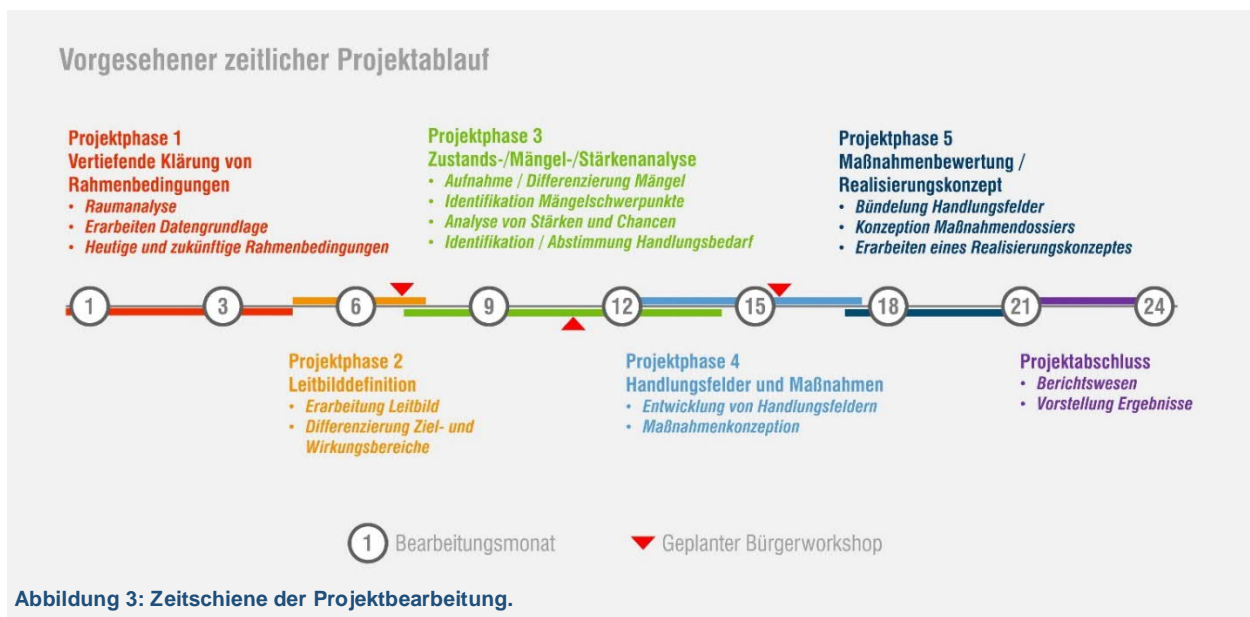 Vorgesehener zeitlicher Projektablauf
Projektphase 1
Vertiefende Klärung von
Rahmenbedingungen
• Raumanalyse
• Erarbeiten Datengrundlage
• Heutige und zukünftige Rahmenbedingungen
Projektphase 3
Zustands-/Mängel-/Stärkenanalyse
• Aufnahme / Differenzierung Mängel
• Identifikation Mängelschwerpunkte
• Analyse von Stärken und Chancen
• Identifikation / Abstimmung Handlungsbedarf
Projektphase 5
Maßnahmenbewertung /
Realisierungskonzept
• Bündelung Handlungsfelder
• Konzeption Maßnahmendossiers
• Erarbeiten eines Realisierungskonzeptes
1 3 6 9 12 15 18 21 24
Projektphase 2
Leitbilddefinition
• Erarbeitung Leitbild
• Differenzierung Ziel- und
Wirkungsbereiche
Projektphase 4
Handlungsfelder und Maßnahmen
• Entwicklung von Handlungsfeldern
• Maßnahmenkonzeption
Projektabschluss
• Berichtswesen
• Vorstellung Ergebnisse
1 Bearbeitungsmonat
Geplanter Bürgerworkshop
Abbildung 3: Zeitschiene der Projektbearbeitung.